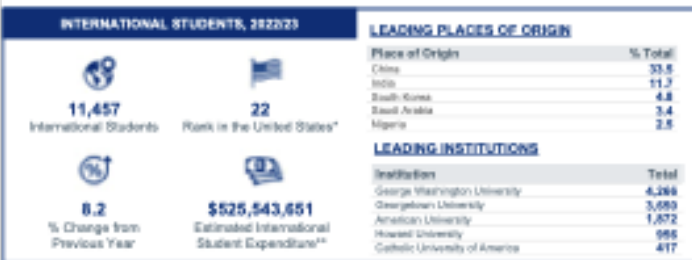 INTERNATIONAL STUDENTS, 2022/23
11,457
International Students
22
Rank in the United States*
8.2
% Change from
Previous Year
$525,543,651
Estimated International
Student Expenditure**
LEADING PLACES OF ORIGIN
Place of Origin % Total
China 33.5
India 11.7
South Korea 4.8
Saudi Arabia 3.4
Nigeria 2.5
LEADING INSTITUTIONS
Institution Total
George Washington University 4,266
Georgetown University
American University 1,872
Howard University
Catholic University of America 417